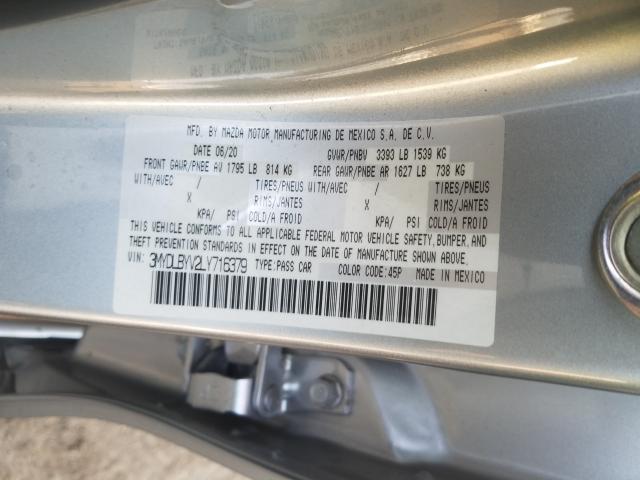 MFD. BY MAZDA MOTOR MANUFACTURING DE MEXICO S.A. DE C.V.
DATE 06/20 GVWR/PNBV 3393 LB 1539 KG
FRONT GAWR/PNBE AV 1795 LB 814 KG REAR GAWR/PNBE AR 1627 LB 738 KG
WITH/AVEC / TIRES/PNEUS WITH/AVEC / TIRES/PNEUS
X RIMS/JANTES X RIMS/JANTES
KPA/ PSI COLD/A FROID KPA/ PSI COLD/A FROID
THIS VEHICLE CONFORMS TO ALL APPLICABLE FEDERAL MOTOR VEHICLE SAFETY, BUMPER, AND
THEFT PREVENTION STANDARDS IN EFFECT ON THE DATE OF MANUFACTURE SHOWN ABOVE.
VIN: 3MYDLBYV2LY716379 TYPE:PASS CAR COLOR CODE:45P MADE IN MEXICO